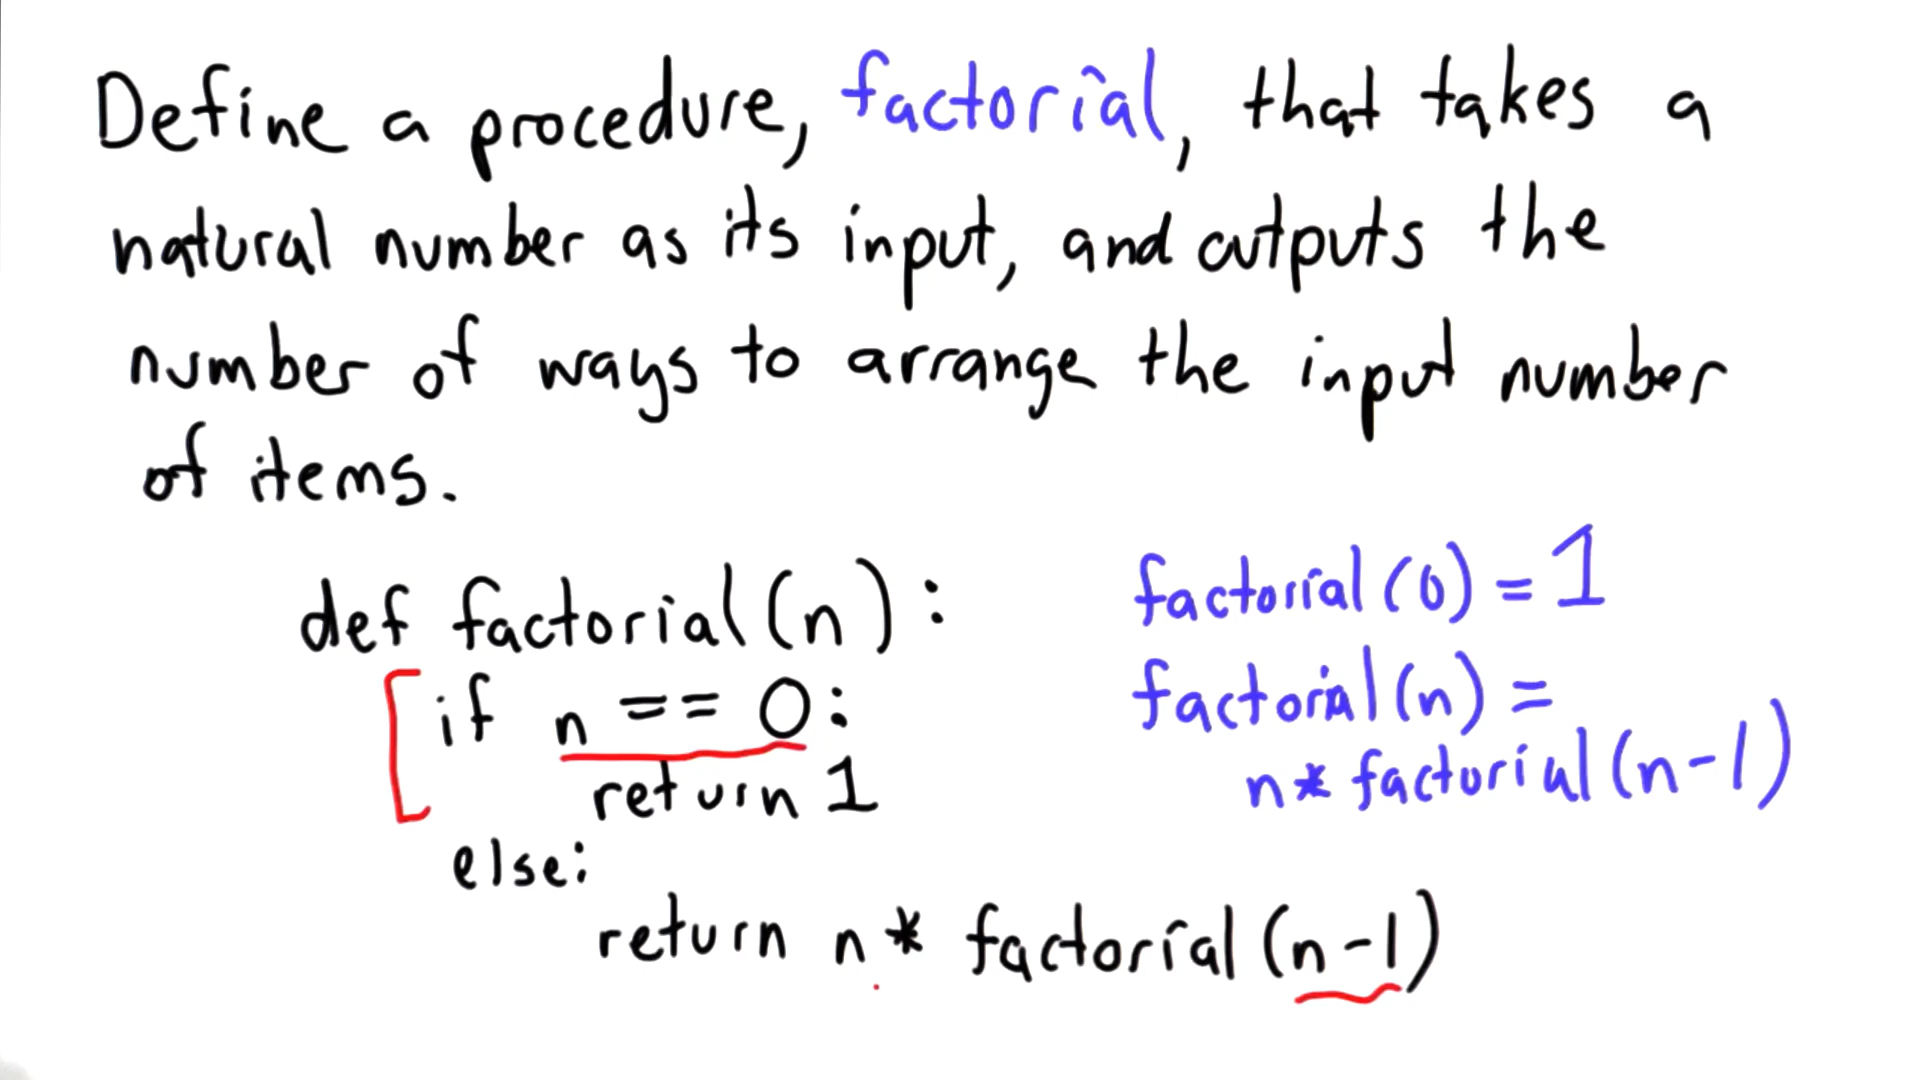 Define a procedure, factorial, that takes a
natural number as its input, and outputs the
number of ways to arrange the input number
of items.
def factorial(n):
if n == 0:
return 1
else:
return n * factorial(n-1)
factorial(0) = 1
factorial(n) =
n * factorial(n-1)